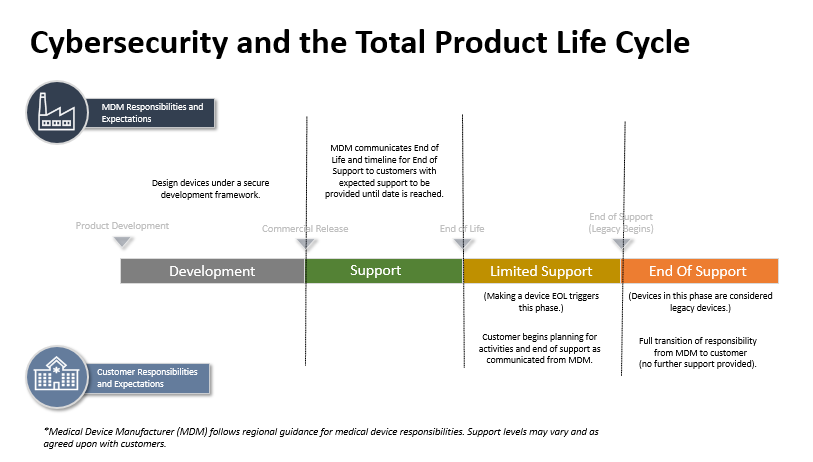 Cybersecurity and the Total Product Life Cycle
MDM Responsibilities and
Expectations
Design devices under a secure
development framework.
MDM communicates End of
Life and timeline for End of
Support to customers with
expected support to be
provided until date is reached.
Product Development
Commercial Release
End of Life
End of Support
(Legacy Begins)
Development
Support
Limited Support
End Of Support
(Making a device EOL triggers
this phase.)
(Devices in this phase are considered
legacy devices.)
Customer begins planning for
activities and end of support as
communicated from MDM.
Full transition of responsibility
from MDM to customer
(no further support provided).
Customer Responsibilities
and Expectations
*Medical Device Manufacturer (MDM) follows regional guidance for medical device responsibilities. Support levels may vary and as
agreed upon with customers.